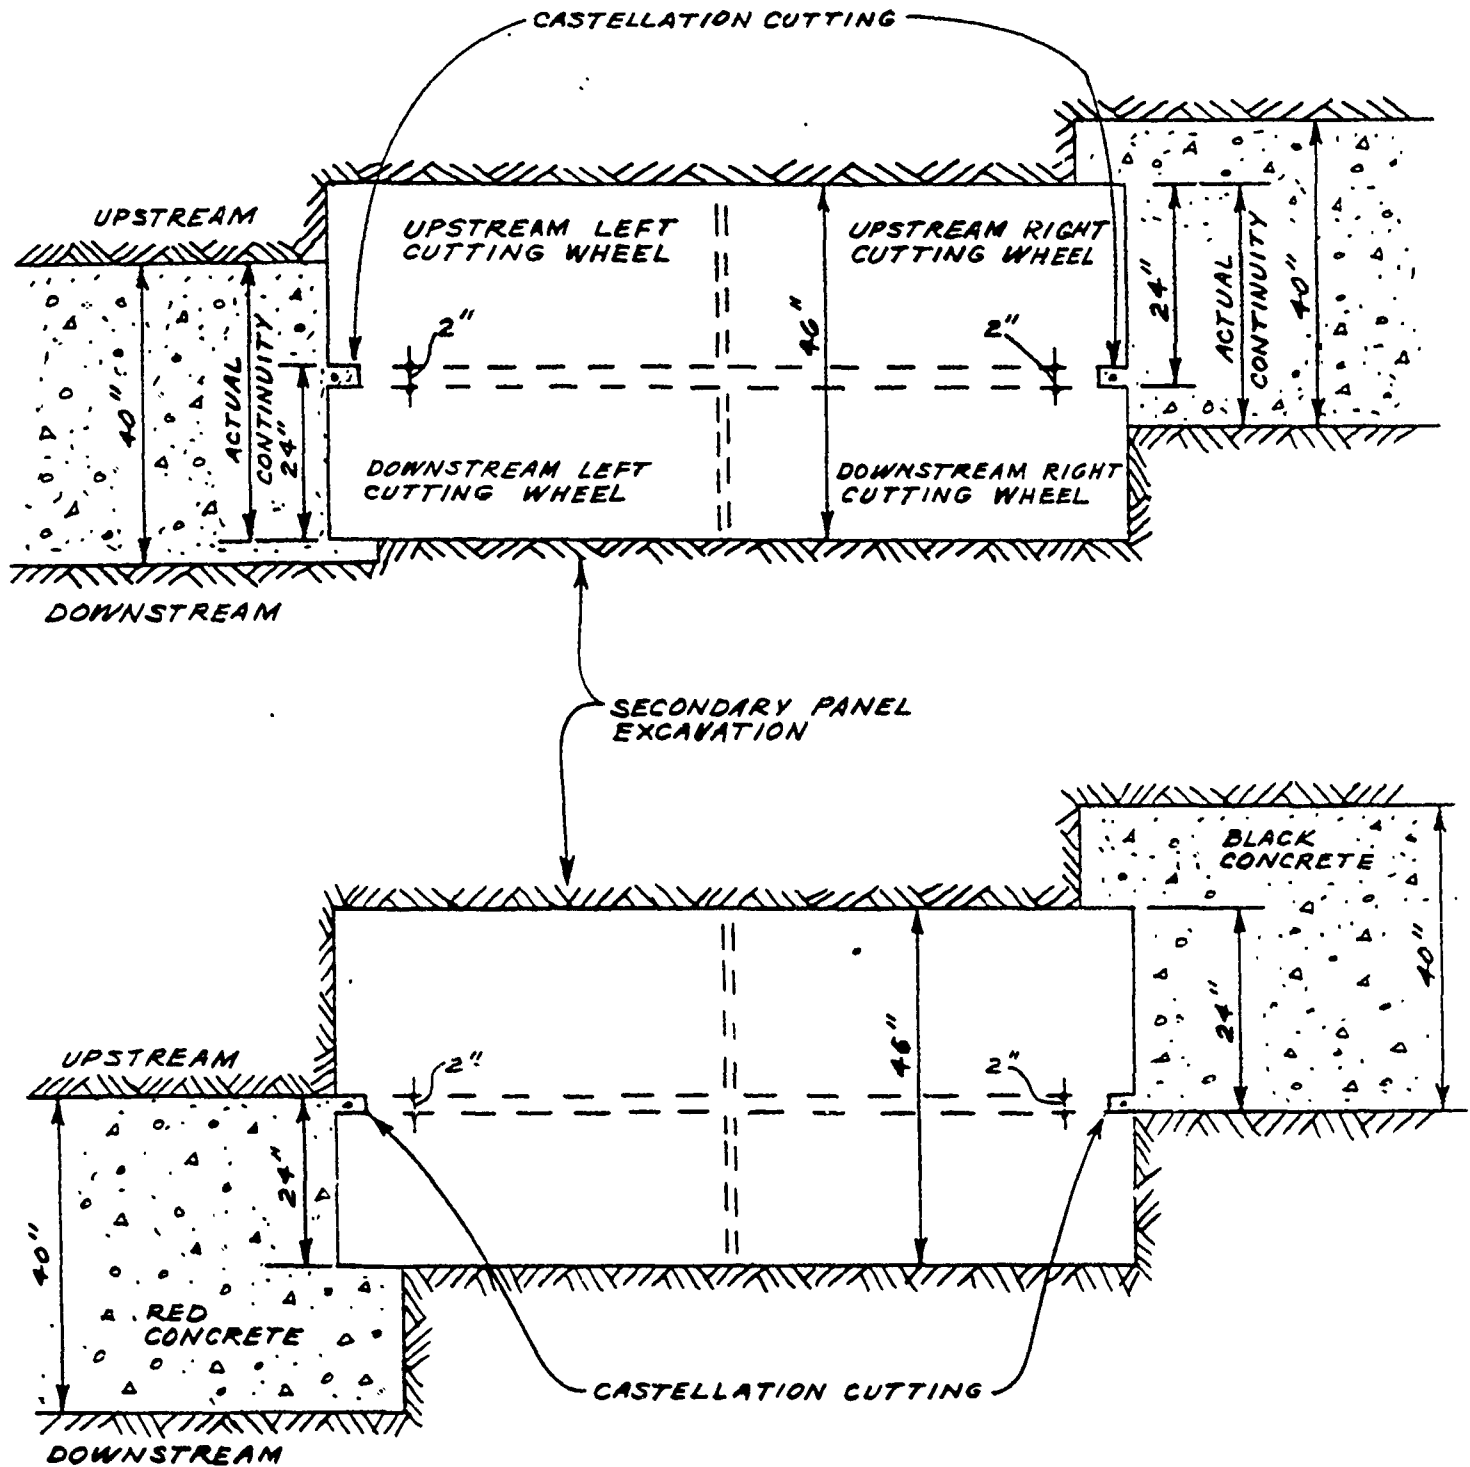 CASTELLATION CUTTING
UPSTREAM
UPSTREAM LEFT
CUTTING WHEEL
UPSTREAM RIGHT
CUTTING WHEEL
40"
ACTUAL
CONTINUITY
24"
2"
46"
2"
24"
ACTUAL
CONTINUITY
40"
DOWNSTREAM LEFT
CUTTING WHEEL
DOWNSTREAM RIGHT
CUTTING WHEEL
DOWNSTREAM
SECONDARY PANEL
EXCAVATION
BLACK
CONCRETE
40"
24"
46"
UPSTREAM
2"
2"
24"
40"
RED
CONCRETE
CASTELLATION CUTTING
DOWNSTREAM